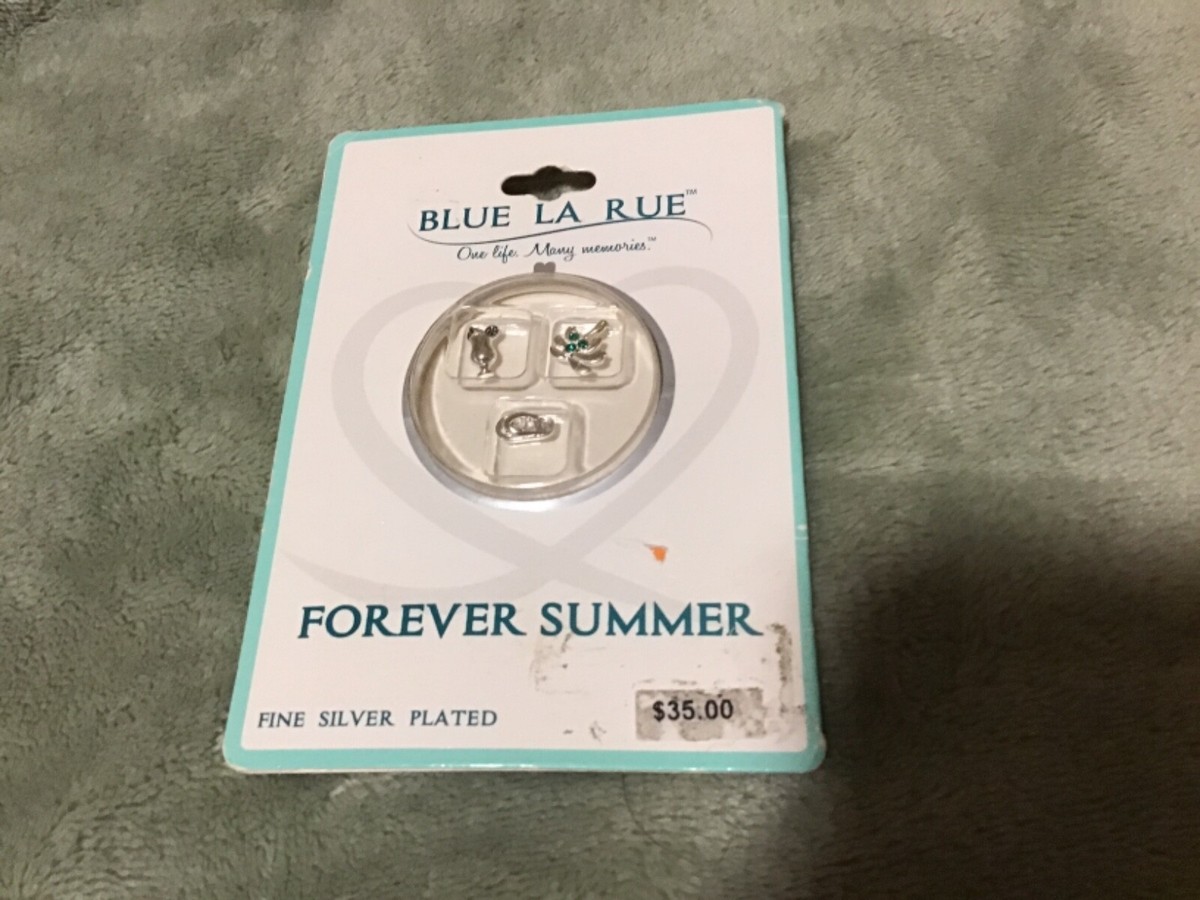 BLUE LA RUE™
One life. Many memories.™
FOREVER SUMMER
FINE SILVER PLATED
$35.00